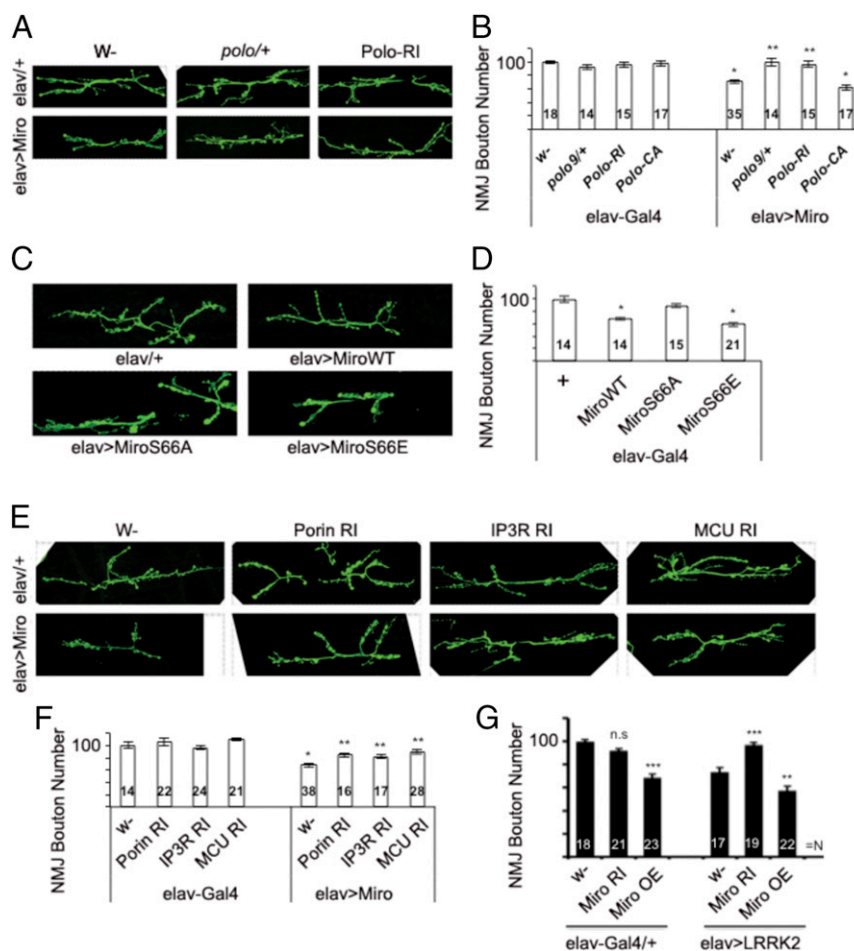 A
W- polo/+ Polo-RI
elav/+
elav>Miro
B
NMJ Bouton Number
100
* ** ** *
18 14 15 17 35 14 15 17
w- polo9/+ Polo-RI Polo-CA w- polo9/+ Polo-RI Polo-CA
elav-Gal4 elav>Miro
C
elav/+ elav>MiroWT
elav>MiroS66A elav>MiroS66E
D
NMJ Bouton Number
100
* *
14 14 15 21
+ MiroWT MiroS66A MiroS66E
elav-Gal4
E
W- Porin RI IP3R RI MCU RI
elav/+
elav>Miro
F
NMJ Bouton Number
100
* ** ** **
14 22 24 21 38 16 17 28
w- Porin RI IP3R RI MCU RI w- Porin RI IP3R RI MCU RI
elav-Gal4 elav>Miro
G
NMJ Bouton Number
100
n.s *** *** **
18 21 23 17 19 22 =N
w- Miro RI Miro OE w- Miro RI Miro OE
elav-Gal4/+ elav>LRRK2